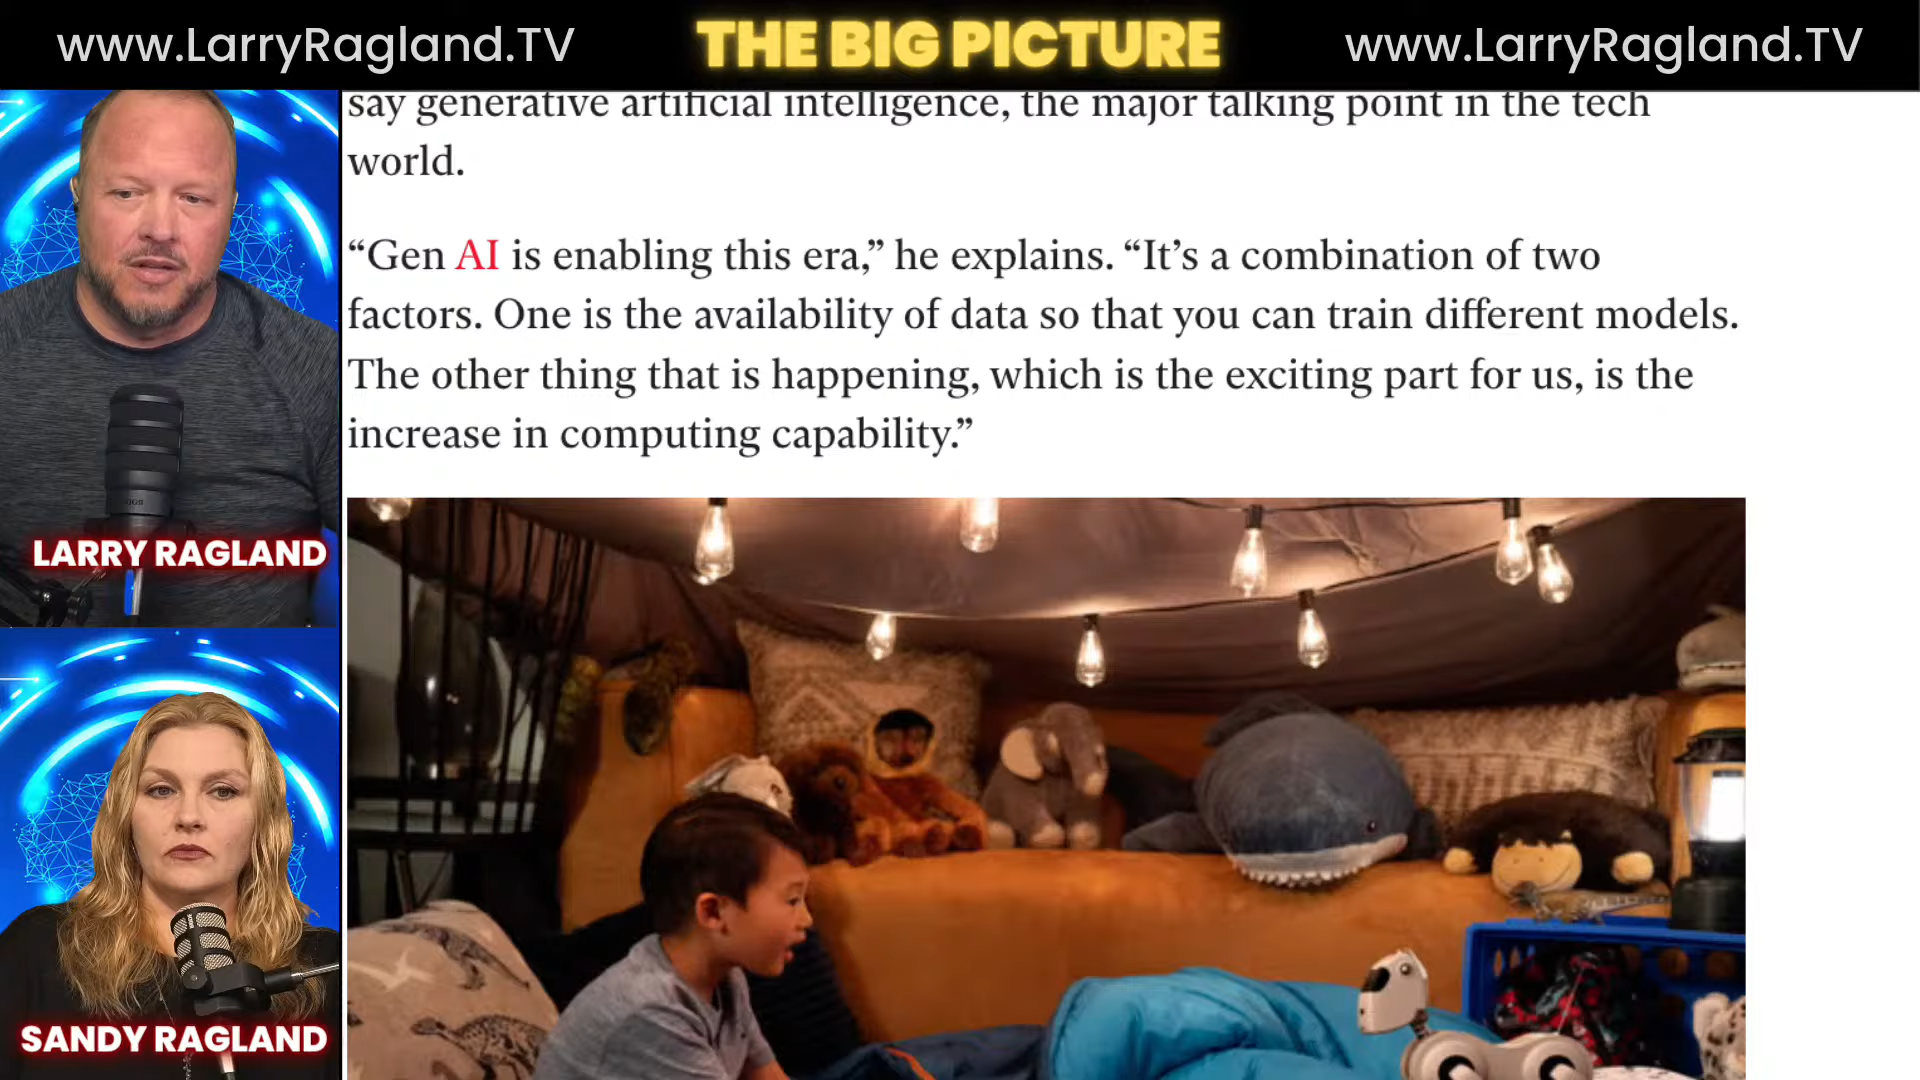 www.LarryRagland.TV
THE BIG PICTURE
www.LarryRagland.TV
say generative artificial intelligence, the major talking point in the tech
world.
“Gen AI is enabling this era,” he explains. “It’s a combination of two
factors. One is the availability of data so that you can train different models.
The other thing that is happening, which is the exciting part for us, is the
increase in computing capability.”
LARRY RAGLAND
SANDY RAGLAND